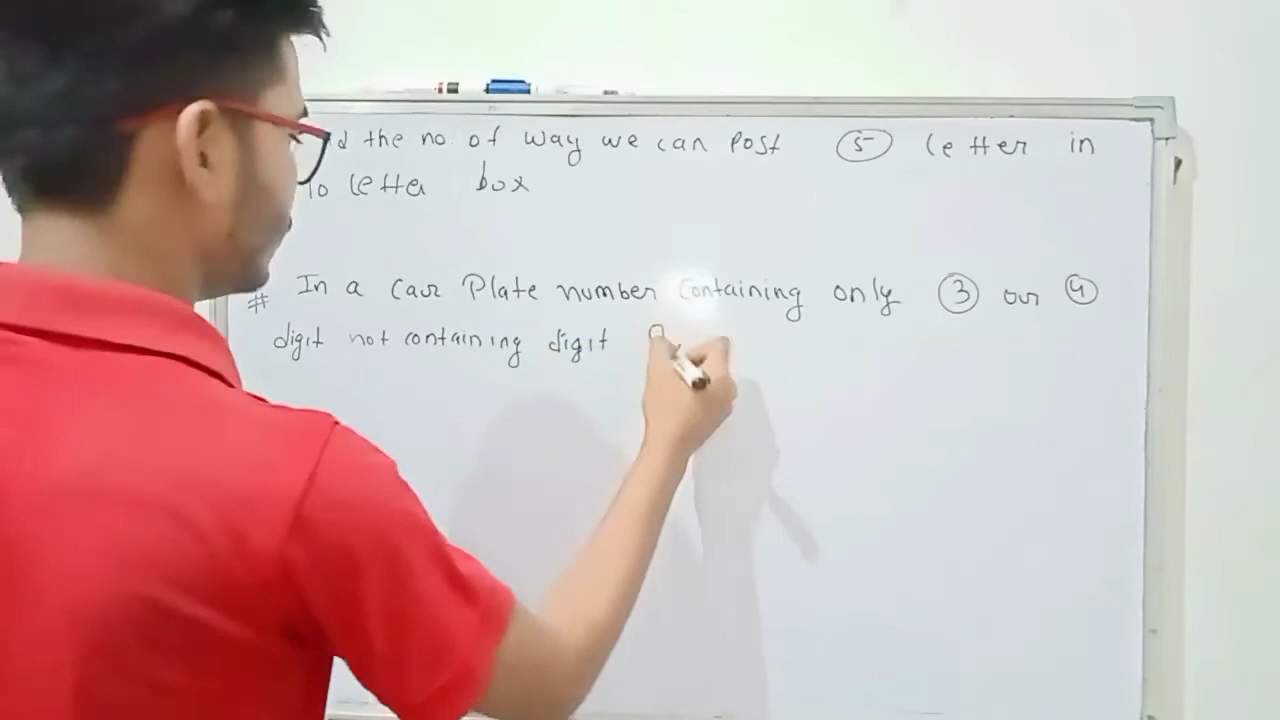 the no. of way we can Post 5 letter in
10 letter box
# In a car Plate number containing only 3 or 4
digit not containing digit 0